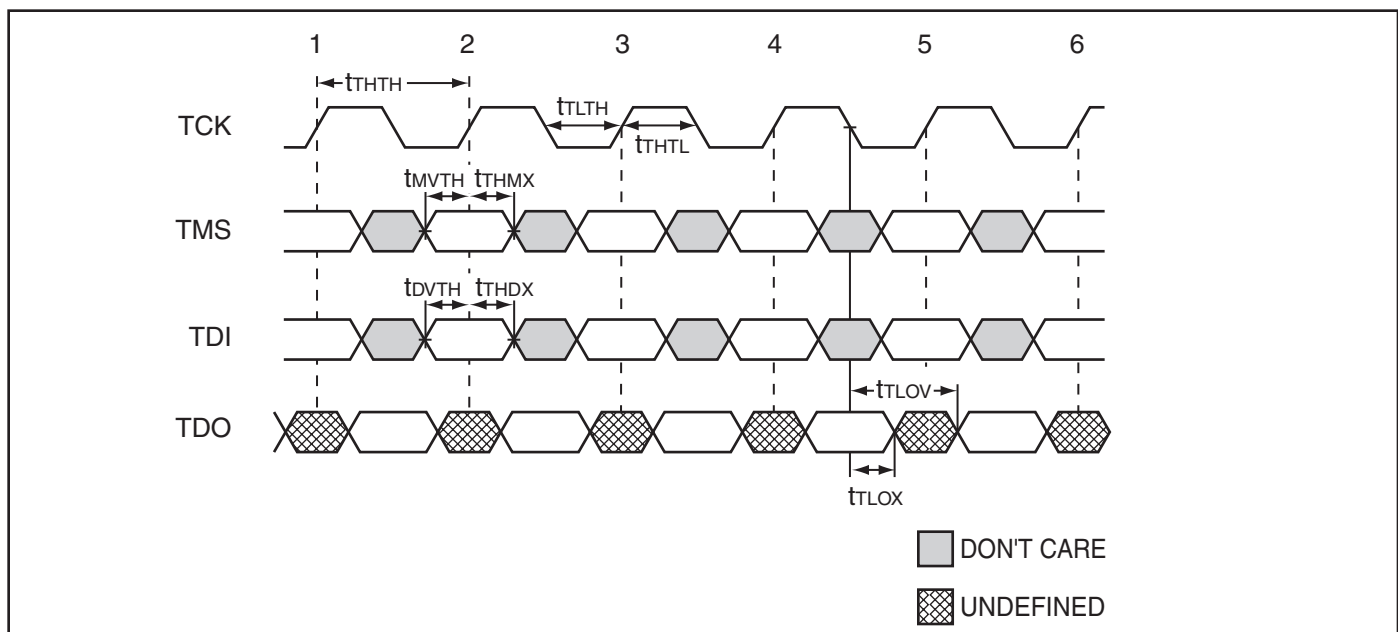 1 2 3 4 5 6
tTHTH
TCK
tTLTH
tTHTL
tMVTH tTHMX
TMS
tDVTH tTHDX
TDI
tTLOV
TDO
tTLOX
DON'T CARE
UNDEFINED